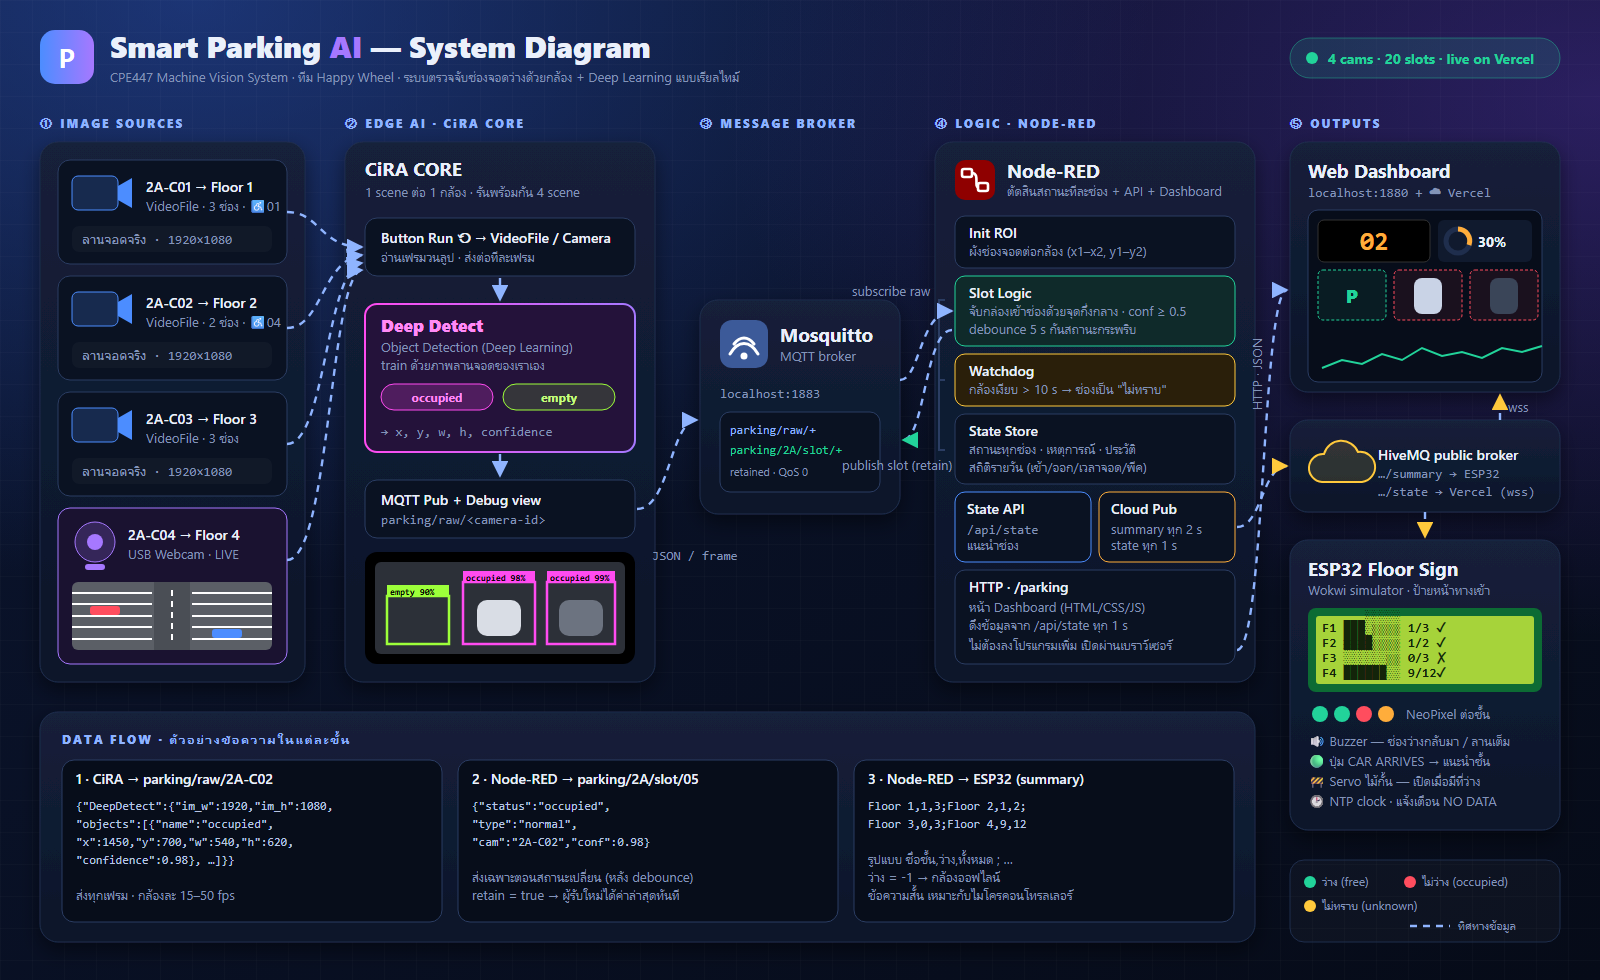 P
Smart Parking AI — System Diagram
CPE447 Machine Vision System · ทีม Happy Wheel · ระบบตรวจจับช่องจอดว่างด้วยกล้อง + Deep Learning แบบเรียลไทม์
4 cams · 20 slots · live on Vercel
① IMAGE SOURCES
2A-C01 → Floor 1
VideoFile · 3 ช่อง · ♿ 01
ลานจอดจริง · 1920×1080
2A-C02 → Floor 2
VideoFile · 2 ช่อง · ♿ 04
ลานจอดจริง · 1920×1080
2A-C03 → Floor 3
VideoFile · 3 ช่อง
ลานจอดจริง · 1920×1080
2A-C04 → Floor 4
USB Webcam · LIVE
② EDGE AI · CiRA CORE
CiRA CORE
1 scene ต่อ 1 กล้อง · รันพร้อมกัน 4 scene
Button Run ⟲ → VideoFile / Camera
อ่านเฟรมวนลูป · ส่งต่อทีละเฟรม
Deep Detect
Object Detection (Deep Learning)
train ด้วยภาพลานจอดของเราเอง
occupied
empty
→ x, y, w, h, confidence
MQTT Pub + Debug view
parking/raw/<camera-id>
empty 90%
occupied 98%
occupied 99%
JSON / frame
③ MESSAGE BROKER
Mosquitto
MQTT broker
localhost:1883
parking/raw/+
parking/2A/slot/+
retained · QoS 0
subscribe raw
publish slot (retain)
④ LOGIC · NODE-RED
Node-RED
ตัดสินสถานะทีละช่อง + API + Dashboard
Init ROI
ผังช่องจอดต่อกล้อง (x1–x2, y1–y2)
Slot Logic
จับกล่องเข้าช่องด้วยจุดกึ่งกลาง · conf ≥ 0.5
debounce 5 s กันสถานะกระพริบ
Watchdog
กล้องเงียบ > 10 s → ช่องเป็น "ไม่ทราบ"
State Store
สถานะทุกช่อง · เหตุการณ์ · ประวัติ
สถิติรายวัน (เข้า/ออก/เวลาจอด/พีค)
State API
/api/state
แนะนำช่อง
Cloud Pub
summary ทุก 2 s
state ทุก 1 s
HTTP · /parking
หน้า Dashboard (HTML/CSS/JS)
ดึงข้อมูลจาก /api/state ทุก 1 s
ไม่ต้องลงโปรแกรมเพิ่ม เปิดผ่านเบราว์เซอร์
HTTP · JSON
⑤ OUTPUTS
Web Dashboard
localhost:1880 + ☁ Vercel
02
30%
P
wss
HiveMQ public broker
…/summary → ESP32
…/state → Vercel (wss)
ESP32 Floor Sign
Wokwi simulator · ป้ายหน้าทางเข้า
F1 1/3 ✓
F2 1/2 ✓
F3 0/3 ✗
F4 9/12✓
NeoPixel ต่อชั้น
🔊 Buzzer — ช่องว่างกลับมา / ลานเต็ม
🟢 ปุ่ม CAR ARRIVES → แนะนำชั้น
🚧 Servo ไม้กั้น — เปิดเมื่อมีที่ว่าง
🕑 NTP clock · แจ้งเตือน NO DATA
DATA FLOW · ตัวอย่างข้อความในแต่ละขั้น
1 · CiRA → parking/raw/2A-C02
{"DeepDetect":{"im_w":1920,"im_h":1080,
"objects":[{"name":"occupied",
"x":1450,"y":700,"w":540,"h":620,
"confidence":0.98}, …]}}
ส่งทุกเฟรม · กล้องละ 15–50 fps
2 · Node-RED → parking/2A/slot/05
{"status":"occupied",
"type":"normal",
"cam":"2A-C02","conf":0.98}
ส่งเฉพาะตอนสถานะเปลี่ยน (หลัง debounce)
retain = true → ผู้รับใหม่ได้ค่าล่าสุดทันที
3 · Node-RED → ESP32 (summary)
Floor 1,1,3;Floor 2,1,2;
Floor 3,0,3;Floor 4,9,12
รูปแบบ ชื่อชั้น,ว่าง,ทั้งหมด ; …
ว่าง = -1 → กล้องออฟไลน์
ข้อความสั้น เหมาะกับไมโครคอนโทรลเลอร์
ว่าง (free)
ไม่ว่าง (occupied)
ไม่ทราบ (unknown)
ทิศทางข้อมูล